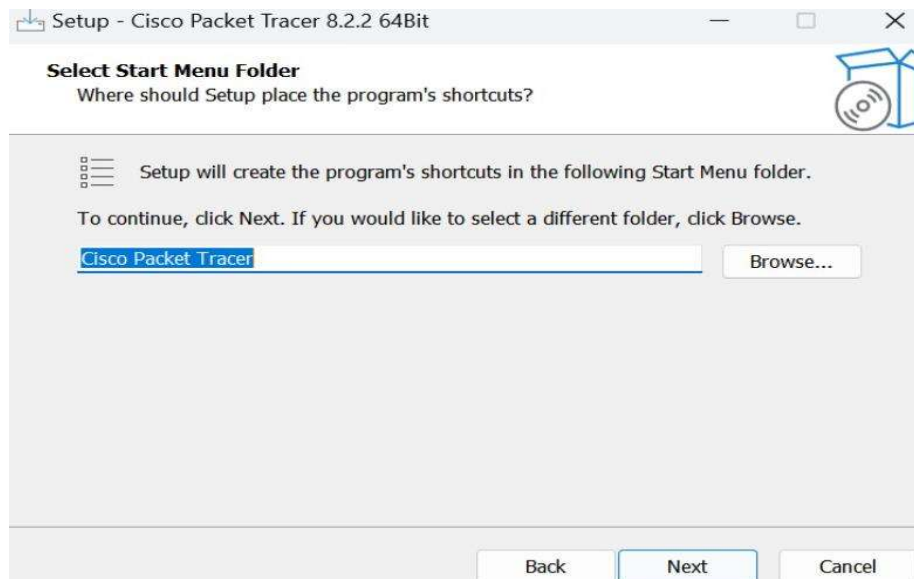 Setup - Cisco Packet Tracer 8.2.2 64Bit
Select Start Menu Folder
Where should Setup place the program's shortcuts?
Setup will create the program's shortcuts in the following Start Menu folder.
To continue, click Next. If you would like to select a different folder, click Browse.
Cisco Packet Tracer
Browse...
Back Next Cancel